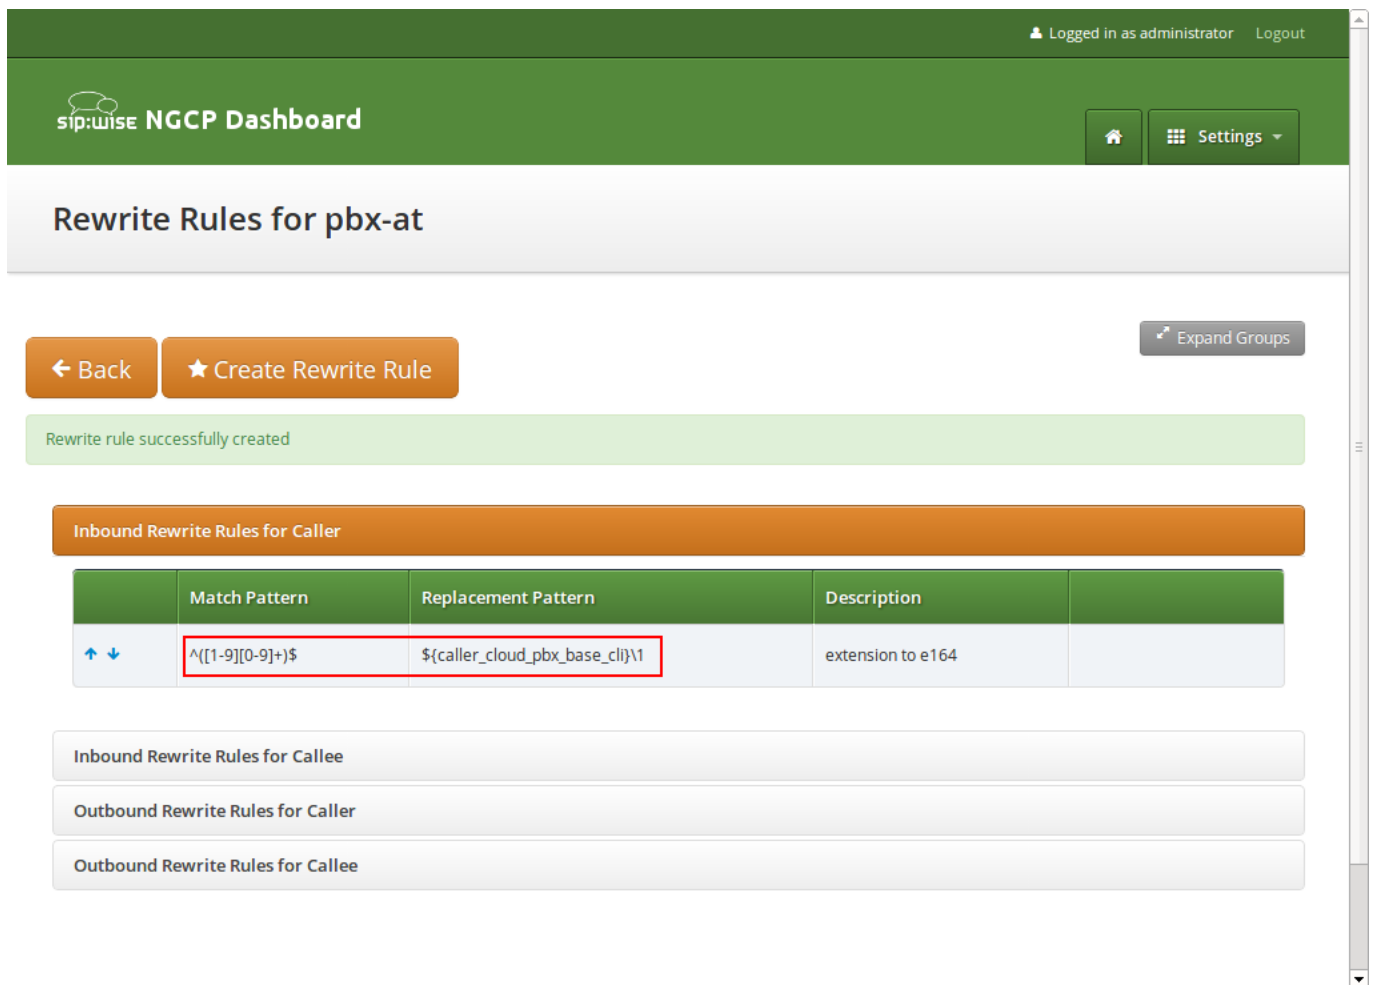 Logged in as administrator Logout
sip:wise NGCP Dashboard
Settings
Rewrite Rules for pbx-at
Expand Groups
Back Create Rewrite Rule
Rewrite rule successfully created
Inbound Rewrite Rules for Caller
Match Pattern Replacement Pattern Description
^([1-9][0-9]+)$ ${caller_cloud_pbx_base_cli}\1 extension to e164
Inbound Rewrite Rules for Callee
Outbound Rewrite Rules for Caller
Outbound Rewrite Rules for Callee